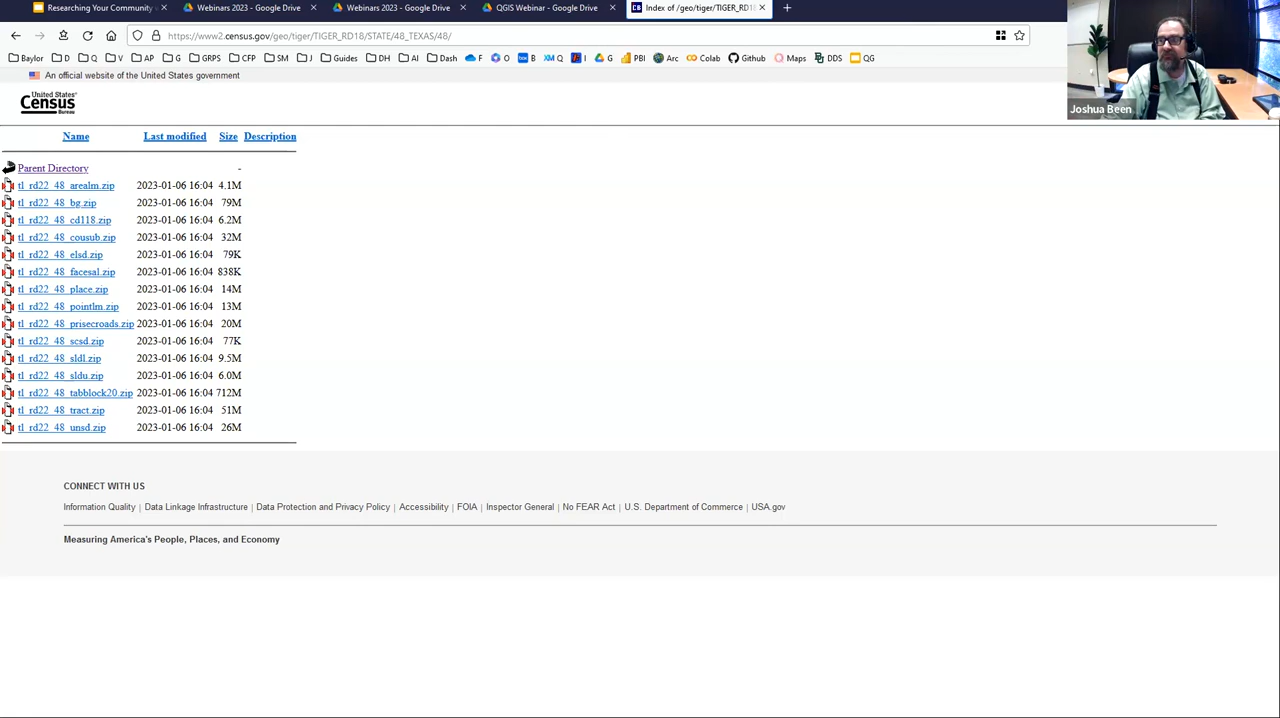 Researching Your Community
Webinars 2023 - Google Drive
Webinars 2023 - Google Drive
QGIS Webinar - Google Drive
Index of /geo/tiger/TIGER_RD18
https://www2.census.gov/geo/tiger/TIGER_RD18/STATE/48_TEXAS/48/
Baylor D Q V AP G GRPS CFP SM J Guides DH AI Dash F O B Q I G PBI Arc Colab Github Maps DDS QG
An official website of the United States government
United States®
Census
Bureau
Joshua Been
Name Last modified Size Description
Parent Directory -
tl_rd22_48_arealm.zip 2023-01-06 16:04 4.1M
tl_rd22_48_bg.zip 2023-01-06 16:04 79M
tl_rd22_48_cd118.zip 2023-01-06 16:04 6.2M
tl_rd22_48_cousub.zip 2023-01-06 16:04 32M
tl_rd22_48_elsd.zip 2023-01-06 16:04 79K
tl_rd22_48_facesal.zip 2023-01-06 16:04 838K
tl_rd22_48_place.zip 2023-01-06 16:04 14M
tl_rd22_48_pointlm.zip 2023-01-06 16:04 13M
tl_rd22_48_prisecroads.zip 2023-01-06 16:04 20M
tl_rd22_48_scsd.zip 2023-01-06 16:04 77K
tl_rd22_48_sldl.zip 2023-01-06 16:04 9.5M
tl_rd22_48_sldu.zip 2023-01-06 16:04 6.0M
tl_rd22_48_tabblock20.zip 2023-01-06 16:04 712M
tl_rd22_48_tract.zip 2023-01-06 16:04 51M
tl_rd22_48_unsd.zip 2023-01-06 16:04 26M
CONNECT WITH US
Information Quality | Data Linkage Infrastructure | Data Protection and Privacy Policy | Accessibility | FOIA | Inspector General | No FEAR Act | U.S. Department of Commerce | USA.gov
Measuring America's People, Places, and Economy